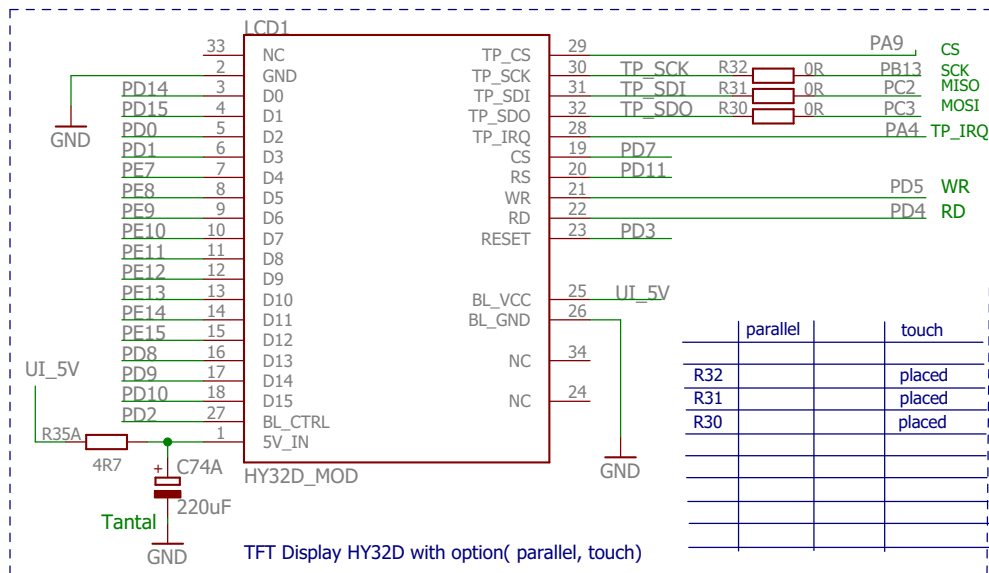 LCD1
33 NC TP_CS 29 PA9 CS
2 GND TP_SCK 30 TP_SCK R32 0R PB13 SCK
PD14 3 D0 TP_SDI 31 TP_SDI R31 0R PC2 MISO
PD15 4 D1 TP_SDO 32 TP_SDO R30 0R PC3 MOSI
GND PD0 5 D2 TP_IRQ 28 PA4 TP_IRQ
PD1 6 D3 CS 19 PD7
PE7 7 D4 RS 20 PD11
PE8 8 D5 WR 21 PD5 WR
PE9 9 D6 RD 22 PD4 RD
PE10 10 D7 RESET 23 PD3
PE11 11 D8
PE12 12 D9
PE13 13 D10 BL_VCC 25 UI_5V
PE14 14 D11 BL_GND 26
PE15 15 D12
PD8 16 D13 NC 34
UI_5V PD9 17 D14
PD10 18 D15 NC 24
PD2 27 BL_CTRL
R35A 1 5V_IN
4R7 C74A HY32D_MOD GND
+
220uF
Tantal
GND
parallel touch
R32 placed
R31 placed
R30 placed
TFT Display HY32D with option( parallel, touch)